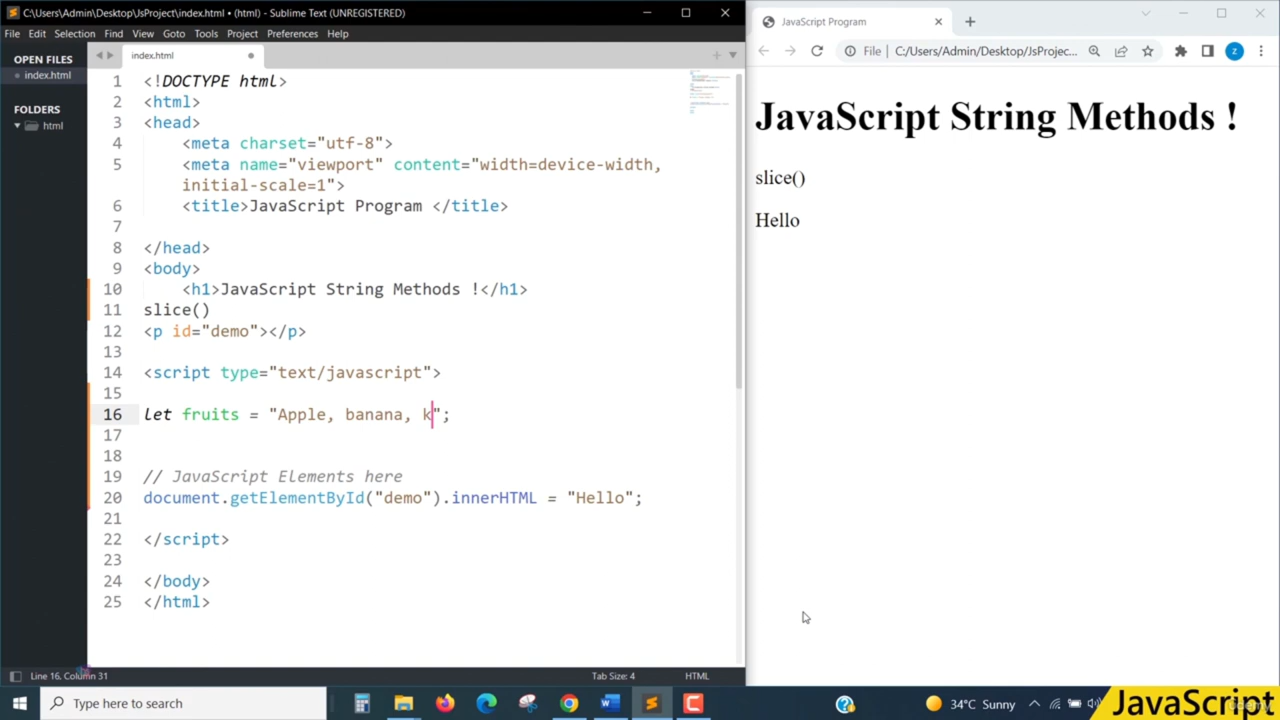 C:\Users\Admin\Desktop\JsProject\index.html • (html) - Sublime Text (UNREGISTERED)
File Edit Selection Find View Goto Tools Project Preferences Help
OPEN FILES
index.html
FOLDERS
html
index.html
1 <!DOCTYPE html>
2 <html>
3 <head>
4 <meta charset="utf-8">
5 <meta name="viewport" content="width=device-width,
initial-scale=1">
6 <title>JavaScript Program </title>
7
8 </head>
9 <body>
10 <h1>JavaScript String Methods !</h1>
11 slice()
12 <p id="demo"></p>
13
14 <script type="text/javascript">
15
16 let fruits = "Apple, banana, k";
17
18
19 // JavaScript Elements here
20 document.getElementById("demo").innerHTML = "Hello";
21
22 </script>
23
24 </body>
25 </html>
Line 16, Column 31
Tab Size: 4
HTML
JavaScript Program
File C:/Users/Admin/Desktop/JsProjec...
z
JavaScript String Methods !
slice()
Hello
Type here to search
34°C Sunny
JavaScript